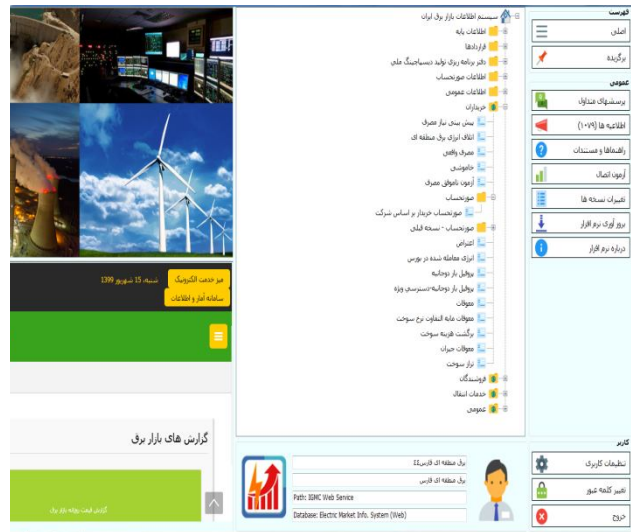 فهرست
اصلی
برگزیده
عمومی
پرسشهای متداول
اطلاعیه ها (۱۰۷۹)
راهنماها و مستندات
آزمون اتصال
تغییرات نسخه ها
بروز آوری نرم افزار
درباره نرم افزار
کاربر
تنظیمات کاربری
تغییر کلمه عبور
خروج
سیستم اطلاعات بازار برق ایران
اطلاعات پایه
قراردادها
دفتر برنامه ریزی تولید دیسپاچینگ ملی
اطلاعات صورتحساب
اطلاعات عمومی
خریداران
پیش بینی نیاز مصرف
اتلاف انرژی برق منطقه ای
مصرف واقعی
خاموشی
آزمون ناموفق مصرف
صورتحساب
صورتحساب خریدار بر اساس شرکت
صورتحساب - نسخه قبلی
اعتراض
انرژی معامله شده در بورس
پروفیل بار دوجانبه
پروفیل بار دوجانبه-دسترسی ویژه
معوقات
معوقات مابه التفاوت نرخ سوخت
برگشت هزینه سوخت
معوقات جبران
تراز سوخت
فروشندگان
خدمات انتقال
عمومی
برق منطقه ای فارس٤٤
برق منطقه ای فارس
Path: IGMC Web Service
Database: Electric Market Info. System (Web)
میز خدمت الکترونیک
شنبه، 15 شهریور 1399
سامانه آمار و اطلاعات
گزارش های بازار برق
گزارش قیمت روزانه بازار برق